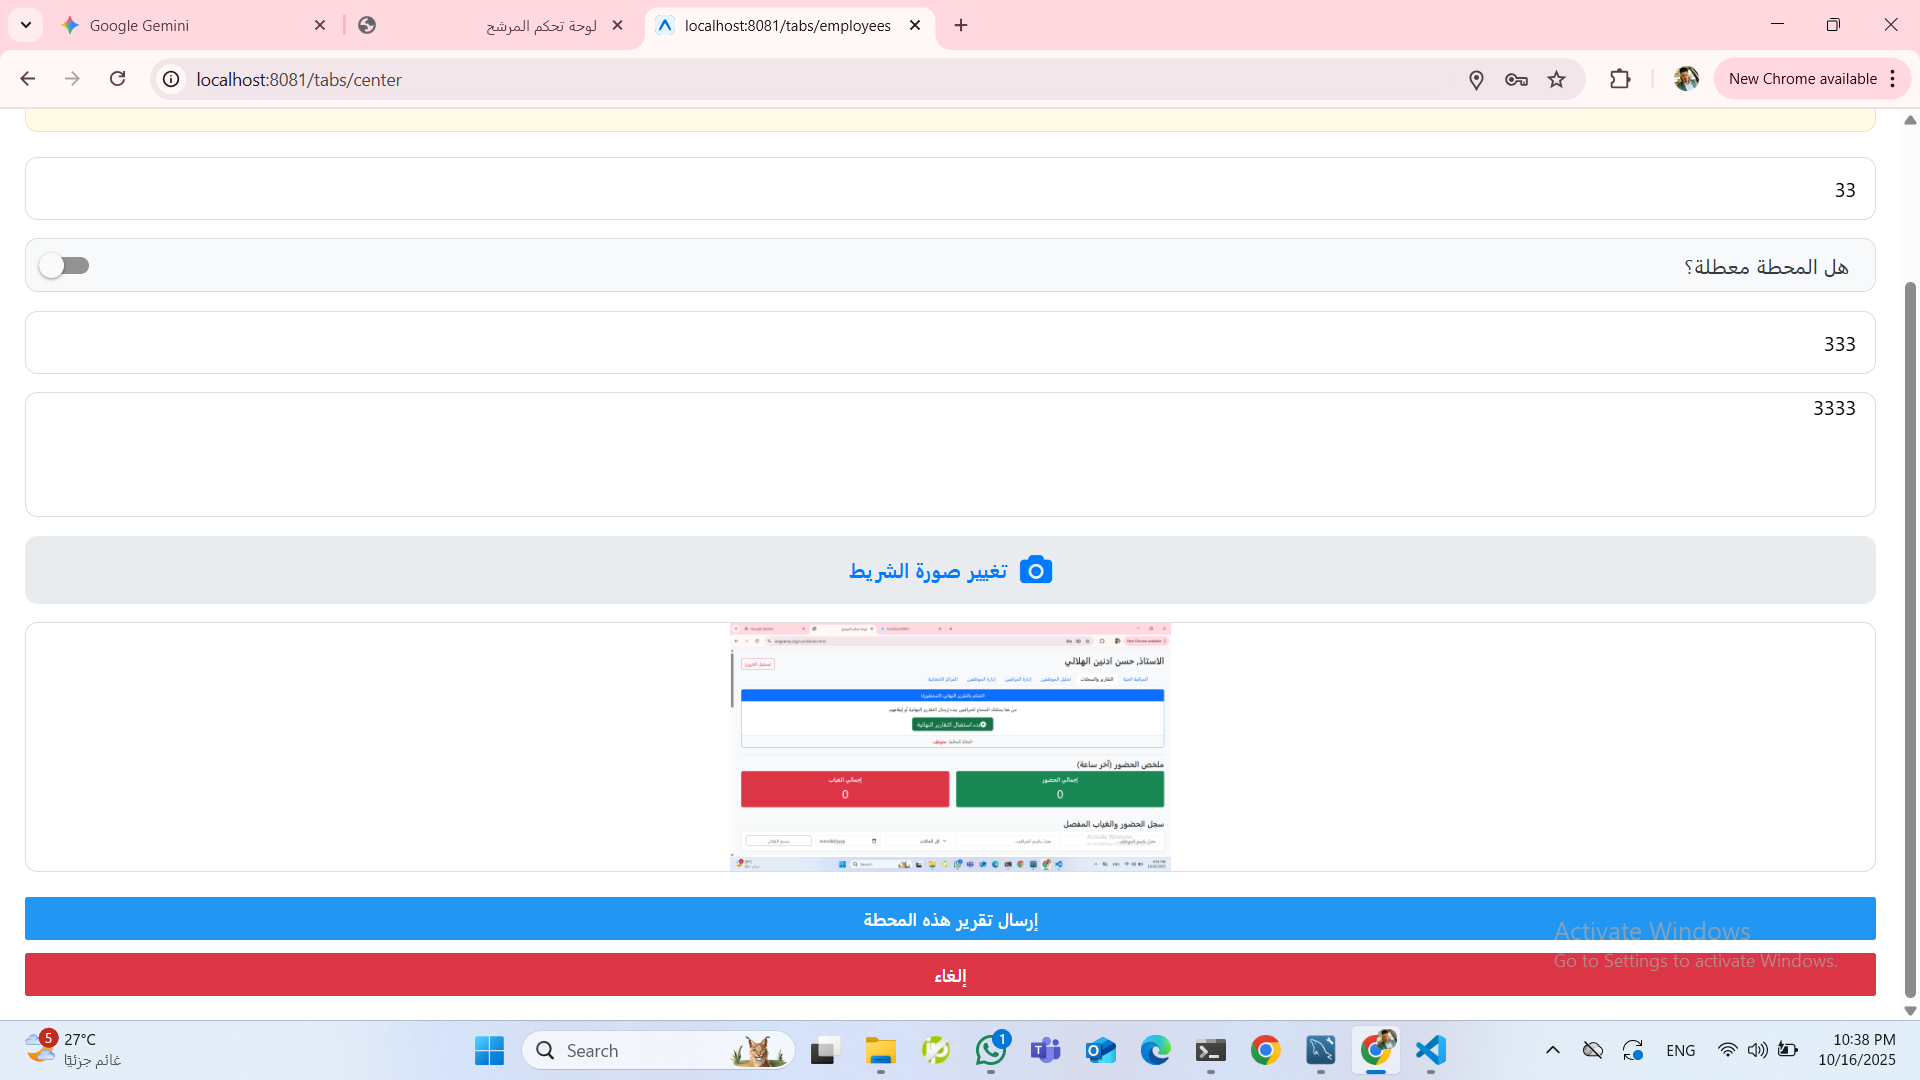 Google Gemini
لوحة تحكم المرشح
localhost:8081/tabs/employees
localhost:8081/tabs/center
New Chrome available
33
هل المحطة معطلة؟
333
3333
تغيير صورة الشريط
الاستاذ, حسن ادنين الهلالي
ملخص الحضور (آخر ساعة)
إجمالي الحضور
0
إجمالي الغياب
0
سجل الحضور والغياب المفصل
إرسال تقرير هذه المحطة
إلغاء
Activate Windows
Go to Settings to activate Windows.
5
27°C
غائم جزئيًا
Search
1
ENG
10:38 PM
10/16/2025